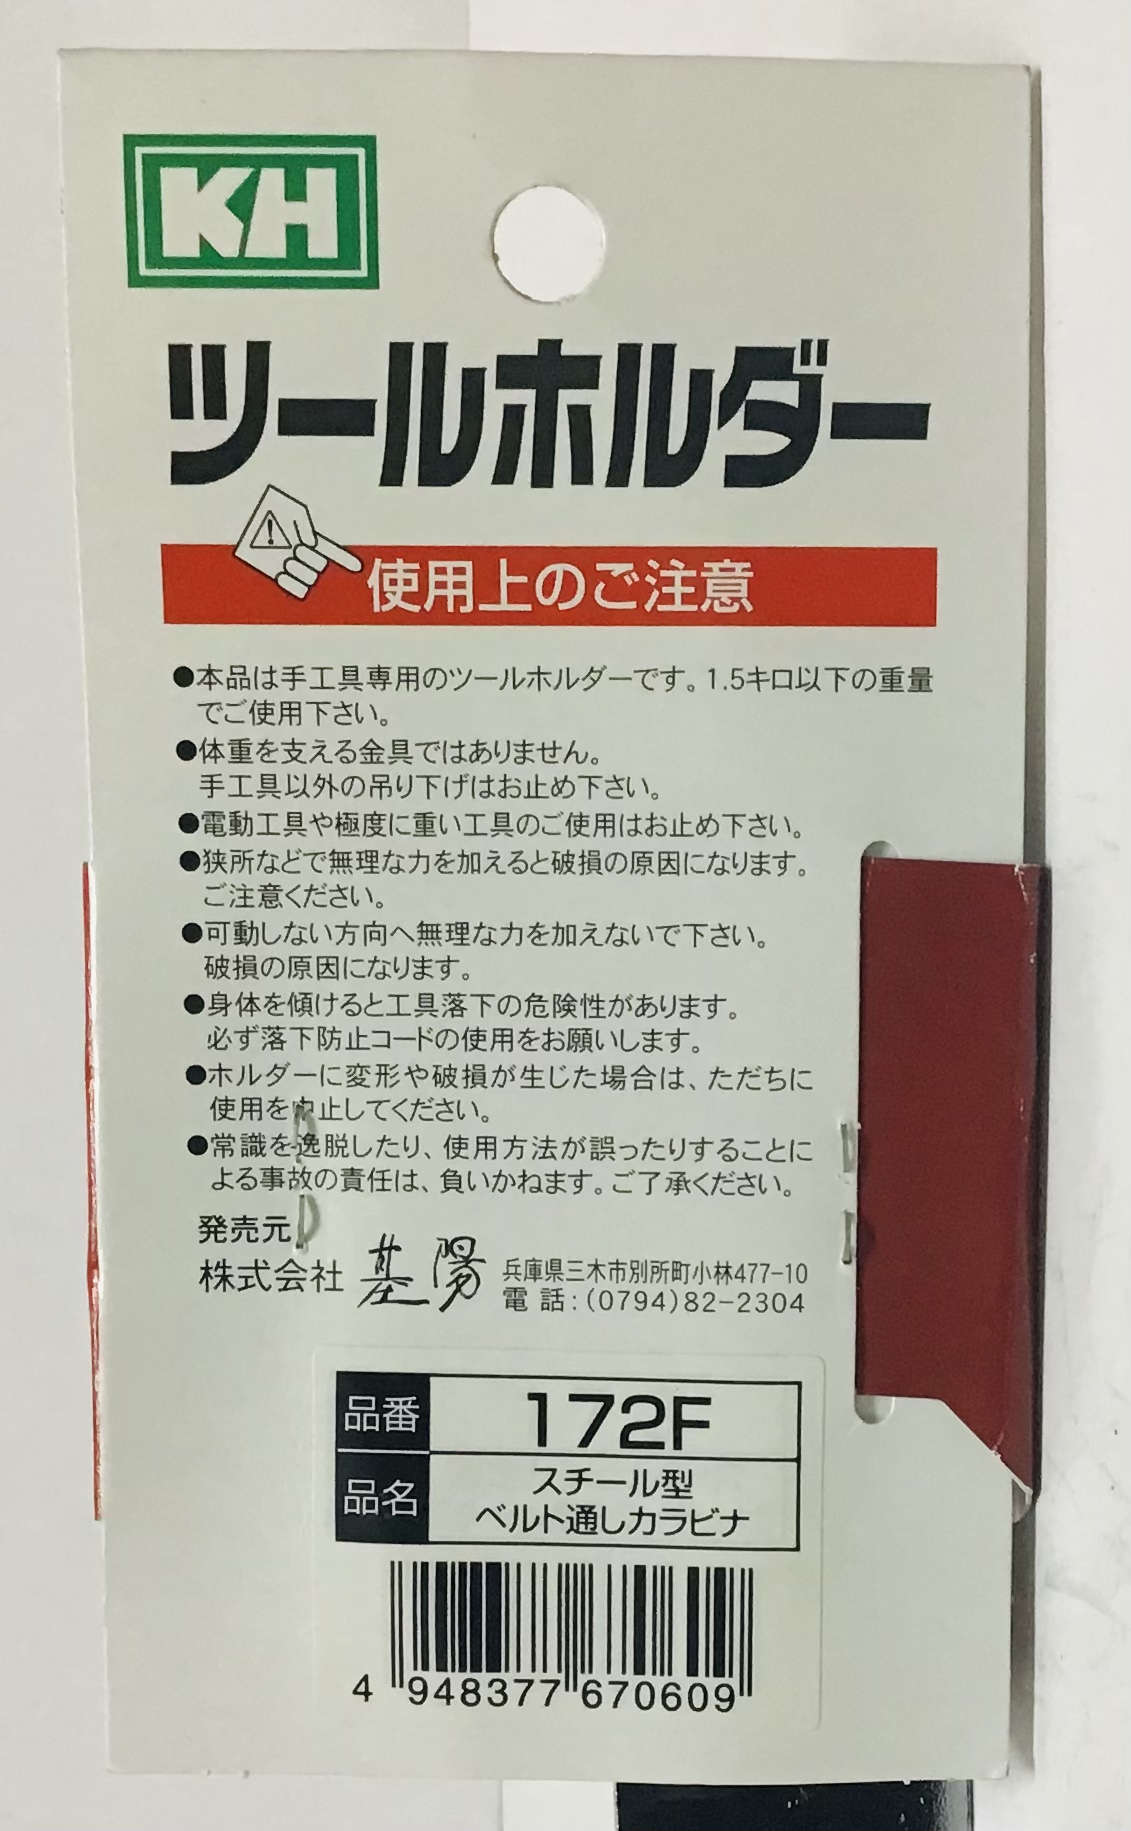 KH
ツールホルダー
使用上のご注意
●本品は手工具専用のツールホルダーです。1.5キロ以下の重量
でご使用下さい。
●体重を支える金具ではありません。
手工具以外の吊り下げはお止め下さい。
●電動工具や極度に重い工具のご使用はお止め下さい。
●狭所などで無理な力を加えると破損の原因になります。
ご注意ください。
●可動しない方向へ無理な力を加えないで下さい。
破損の原因になります。
●身体を傾けると工具落下の危険性があります。
必ず落下防止コードの使用をお願いします。
●ホルダーに変形や破損が生じた場合は、ただちに
使用を中止してください。
●常識を逸脱したり、使用方法が誤ったりすることに
よる事故の責任は、負いかねます。ご了承ください。
発売元
株式会社 基陽 兵庫県三木市別所町小林477-10
電話:(0794)82-2304
品番 172F
品名 スチール型
ベルト通しカラビナ
4 948377 670609